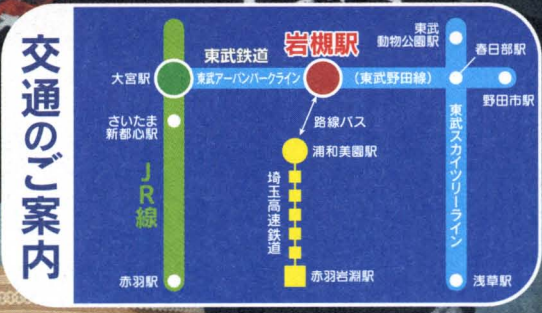 交通のご案内
東武
動物公園駅
春日部駅
東武鉄道
岩槻駅
大宮駅
東武アーバンパークライン
(東武野田線)
野田市駅
さいたま
新都心駅
路線バス
浦和美園駅
JR線
埼玉高速鉄道
東武スカイツリーライン
赤羽駅
赤羽岩淵駅
浅草駅